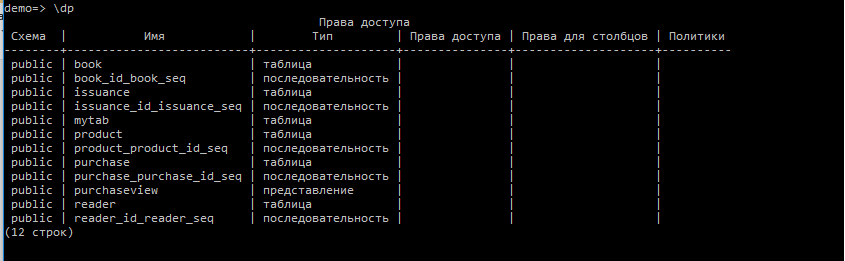 demo=> \dp
Права доступа
Схема | Имя | Тип | Права доступа | Права для столбцов | Политики
--------+--------------------------+--------------------+---------------+--------------------+----------
public | book | таблица | | |
public | book_id_book_seq | последовательность | | |
public | issuance | таблица | | |
public | issuance_id_issuance_seq | последовательность | | |
public | mytab | таблица | | |
public | product | таблица | | |
public | product_product_id_seq | последовательность | | |
public | purchase | таблица | | |
public | purchase_purchase_id_seq | последовательность | | |
public | purchaseview | представление | | |
public | reader | таблица | | |
public | reader_id_reader_seq | последовательность | | |
(12 строк)